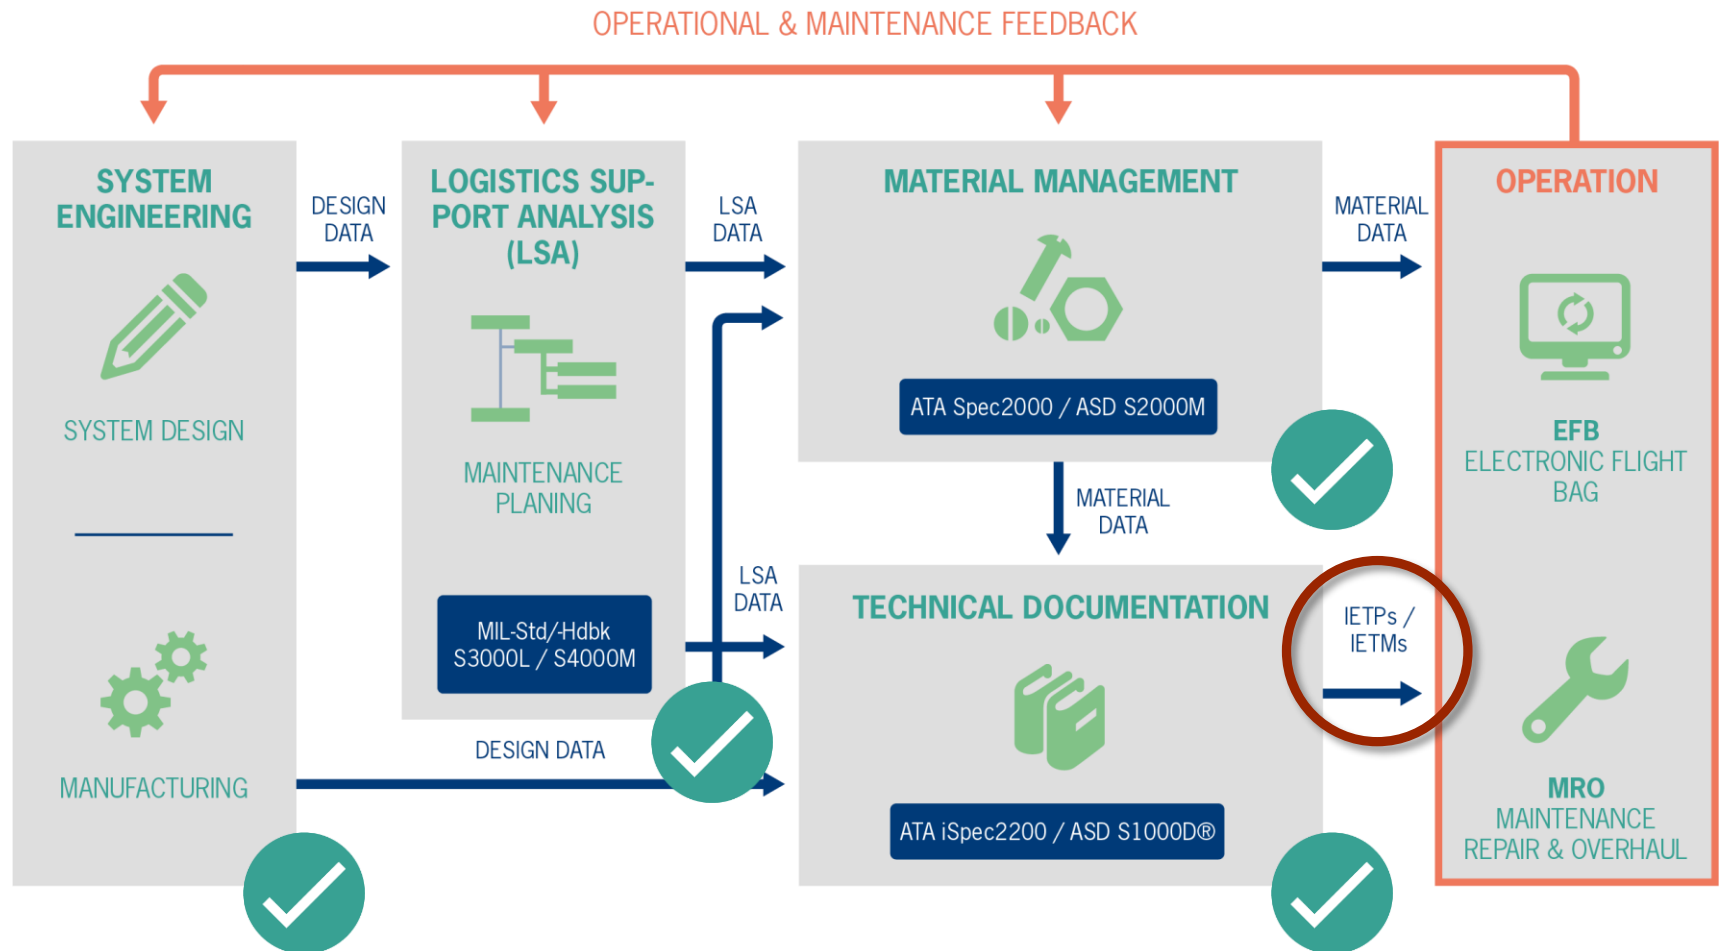 OPERATIONAL & MAINTENANCE FEEDBACK
SYSTEM
ENGINEERING
SYSTEM DESIGN
MANUFACTURING
DESIGN
DATA
LOGISTICS SUP-
PORT ANALYSIS
(LSA)
MAINTENANCE
PLANING
MIL-Std/-Hdbk
S3000L / S4000M
LSA
DATA
LSA
DATA
DESIGN DATA
MATERIAL MANAGEMENT
ATA Spec2000 / ASD S2000M
MATERIAL
DATA
TECHNICAL DOCUMENTATION
ATA iSpec2200 / ASD S1000D®
MATERIAL
DATA
IETPs /
IETMs
OPERATION
EFB
ELECTRONIC FLIGHT
BAG
MRO
MAINTENANCE
REPAIR & OVERHAUL